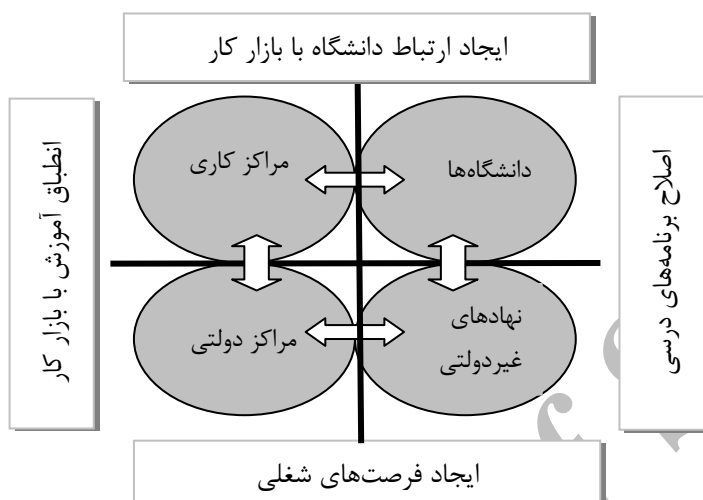 ایجاد ارتباط دانشگاه با بازار کار
اصلاح برنامه‌های درسی
دانشگاه‌ها
مراکز کاری
انطباق آموزش با بازار کار
نهادهای
غیردولتی
مراکز دولتی
ایجاد فرصت‌های شغلی